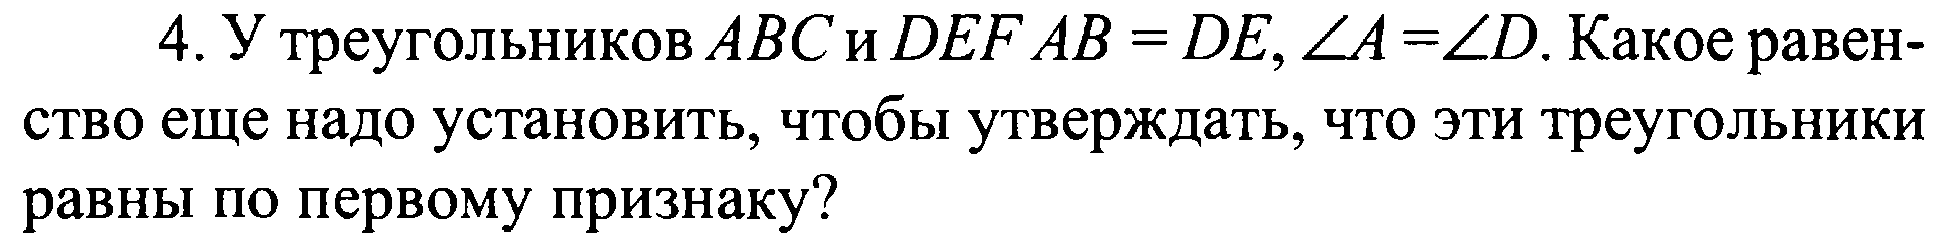 4. У треугольников ABC и DEF AB = DE, ∠A =∠D. Какое равен-
ство еще надо установить, чтобы утверждать, что эти треугольники
равны по первому признаку?